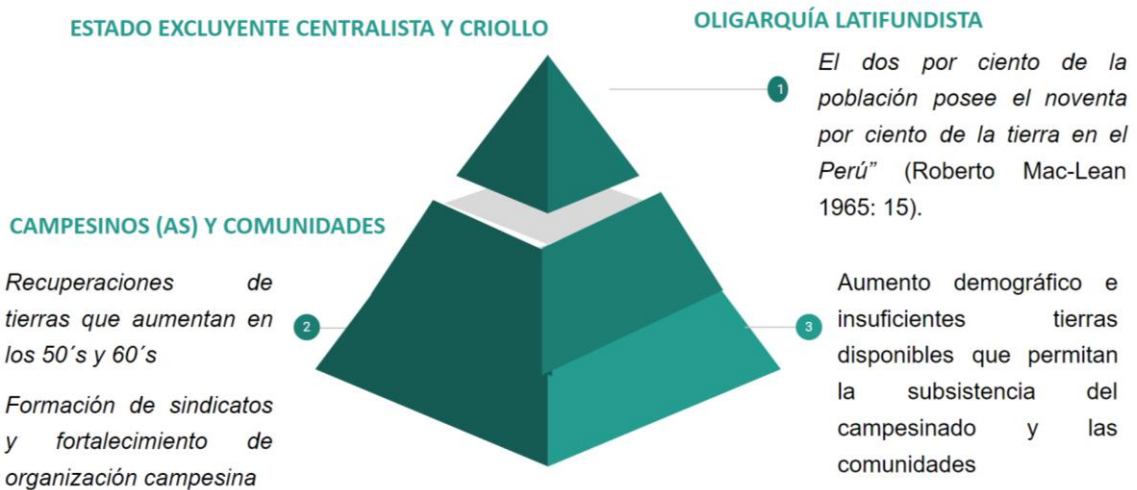 ESTADO EXCLUYENTE CENTRALISTA Y CRIOLLO
OLIGARQUÍA LATIFUNDISTA
1
El dos por ciento de la
población posee el noventa
por ciento de la tierra en el
Perú" (Roberto Mac-Lean
1965: 15).
CAMPESINOS (AS) Y COMUNIDADES
Recuperaciones de
tierras que aumentan en
los 50´s y 60´s
Formación de sindicatos
y fortalecimiento de
organización campesina
2
3
Aumento demográfico e
insuficientes tierras
disponibles que permitan
la subsistencia del
campesinado y las
comunidades